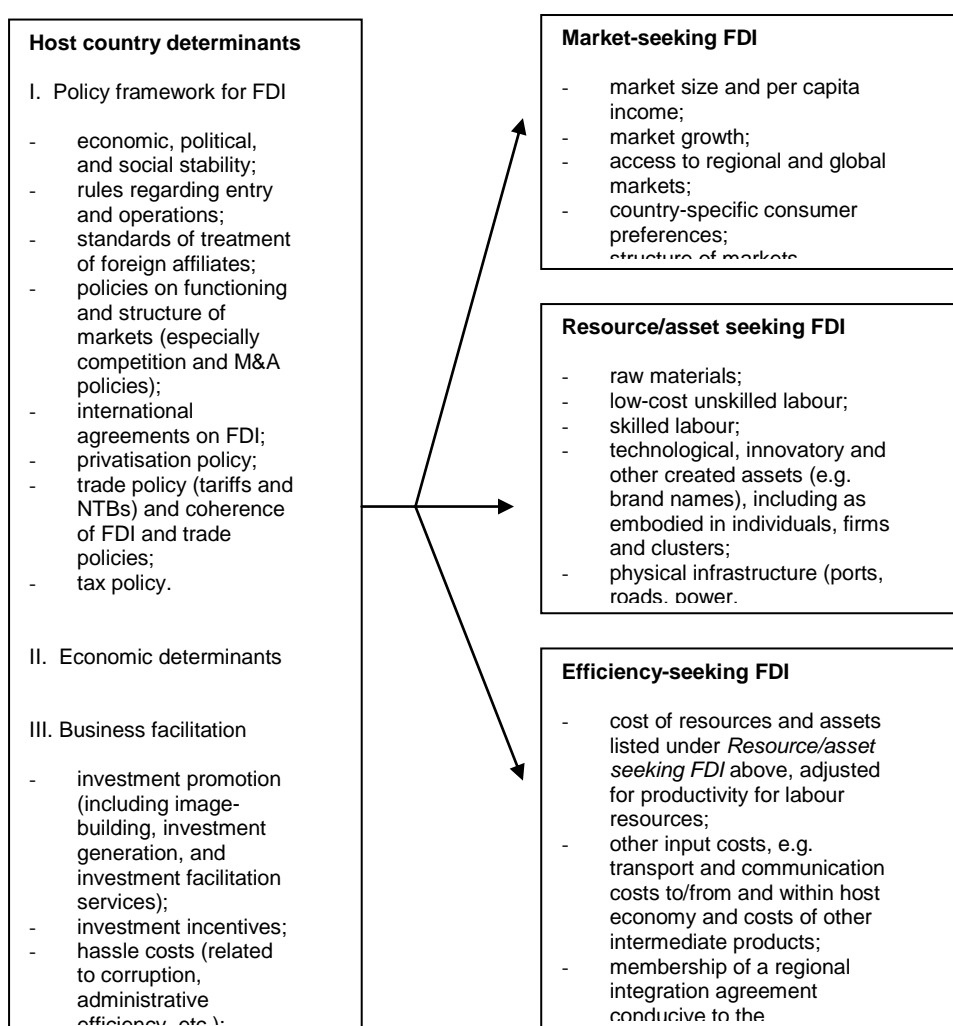 Host country determinants
I. Policy framework for FDI
- economic, political,
and social stability;
- rules regarding entry
and operations;
- standards of treatment
of foreign affiliates;
- policies on functioning
and structure of
markets (especially
competition and M&A
policies);
- international
agreements on FDI;
- privatisation policy;
- trade policy (tariffs and
NTBs) and coherence
of FDI and trade
policies;
- tax policy.
II. Economic determinants
III. Business facilitation
- investment promotion
(including image-
building, investment
generation, and
investment facilitation
services);
- investment incentives;
- hassle costs (related
to corruption,
administrative
efficiency, etc.);
Market-seeking FDI
- market size and per capita
income;
- market growth;
- access to regional and global
markets;
- country-specific consumer
preferences;
structure of markets
Resource/asset seeking FDI
- raw materials;
- low-cost unskilled labour;
- skilled labour;
- technological, innovatory and
other created assets (e.g.
brand names), including as
embodied in individuals, firms
and clusters;
- physical infrastructure (ports,
roads, power,
Efficiency-seeking FDI
- cost of resources and assets
listed under Resource/asset
seeking FDI above, adjusted
for productivity for labour
resources;
- other input costs, e.g.
transport and communication
costs to/from and within host
economy and costs of other
intermediate products;
- membership of a regional
integration agreement
conducive to the